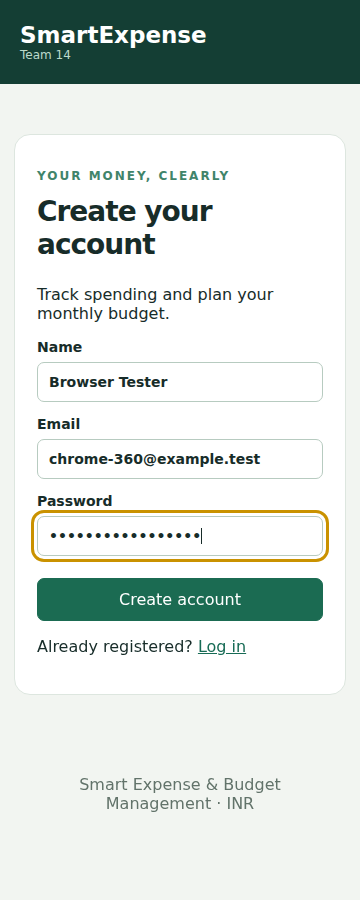 SmartExpense
Team 14
YOUR MONEY, CLEARLY
Create your
account
Track spending and plan your
monthly budget.
Name
Browser Tester
Email
chrome-360@example.test
Password
•••••••••••••••••
Create account
Already registered? Log in
Smart Expense & Budget
Management · INR